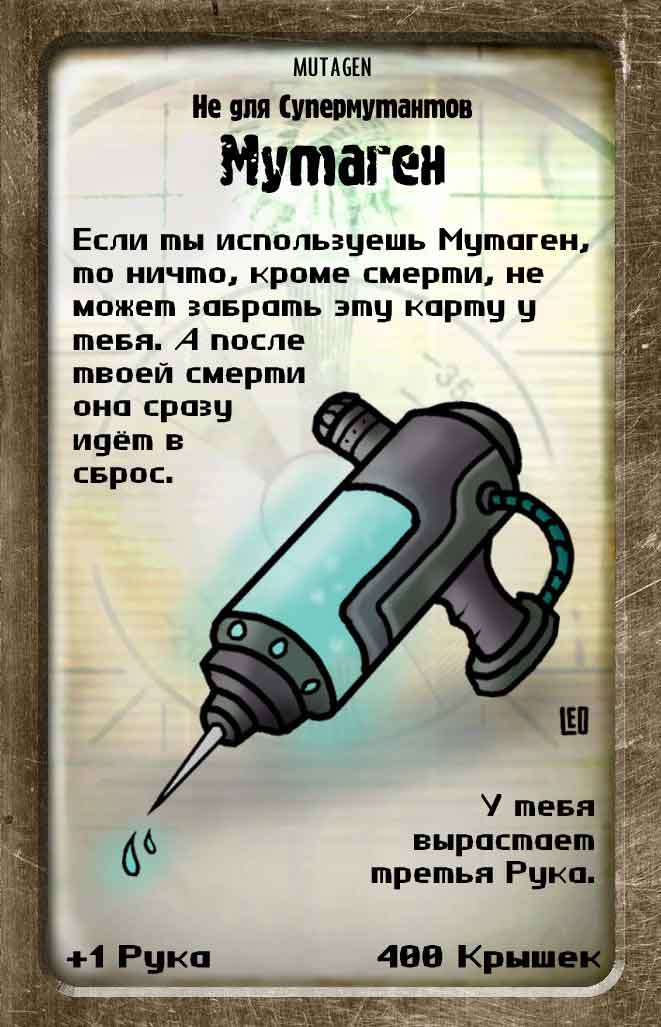 MUTAGEN
Не для Супермутантов
Мутаген
Если ты используешь Мутаген,
то ничто, кроме смерти, не
может забрать эту карту у
тебя. А после
твоей смерти
она сразу
идёт в
сброс.
-35
LEO
У тебя
вырастает
третья Рука.
+1 Рука
400 Крышек